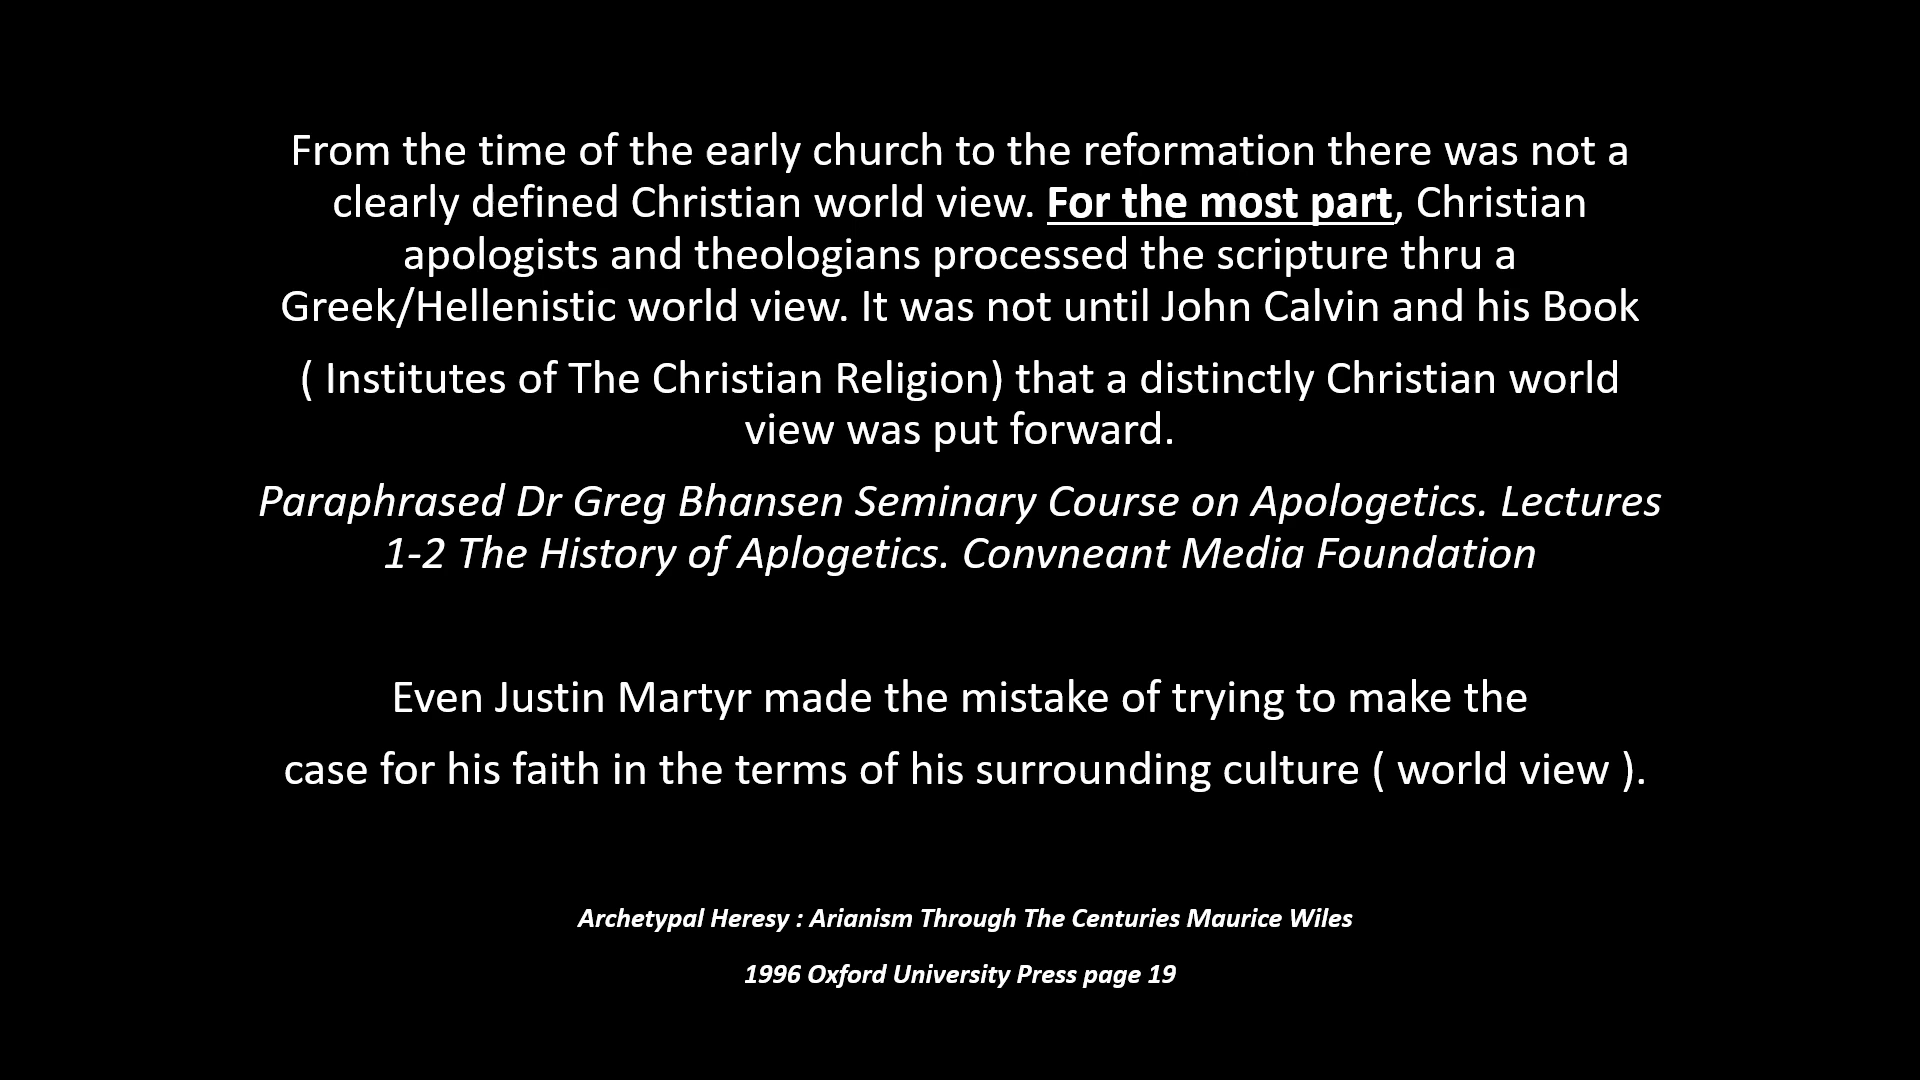 From the time of the early church to the reformation there was not a
clearly defined Christian world view. For the most part, Christian
apologists and theologians processed the scripture thru a
Greek/Hellenistic world view. It was not until John Calvin and his Book
( Institutes of The Christian Religion) that a distinctly Christian world
view was put forward.
Paraphrased Dr Greg Bhansen Seminary Course on Apologetics. Lectures
1-2 The History of Aplogetics. Convneant Media Foundation
Even Justin Martyr made the mistake of trying to make the
case for his faith in the terms of his surrounding culture ( world view ).
Archetypal Heresy : Arianism Through The Centuries Maurice Wiles
1996 Oxford University Press page 19